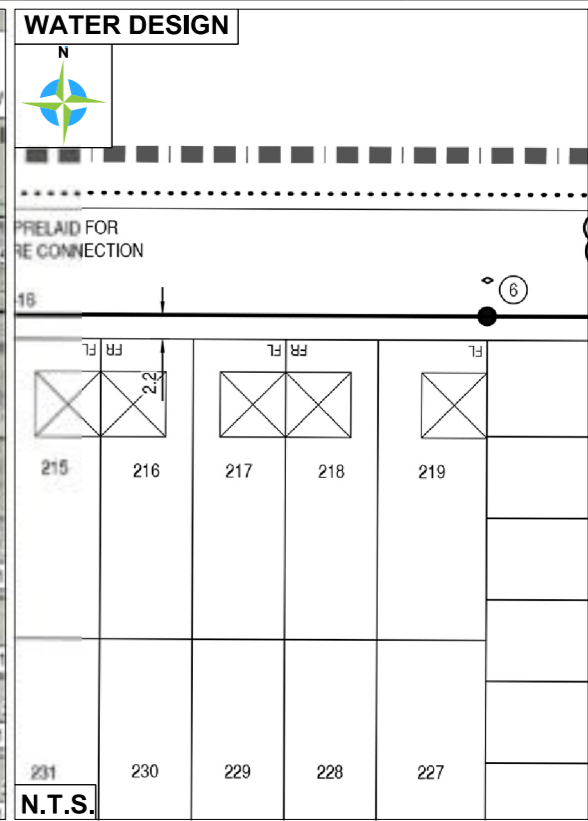 WATER DESIGN
N
PRELAID FOR
RE CONNECTION
-16
6
FL FR FL FR FL
2.2
215 216 217 218 219
231 230 229 228 227
N.T.S.